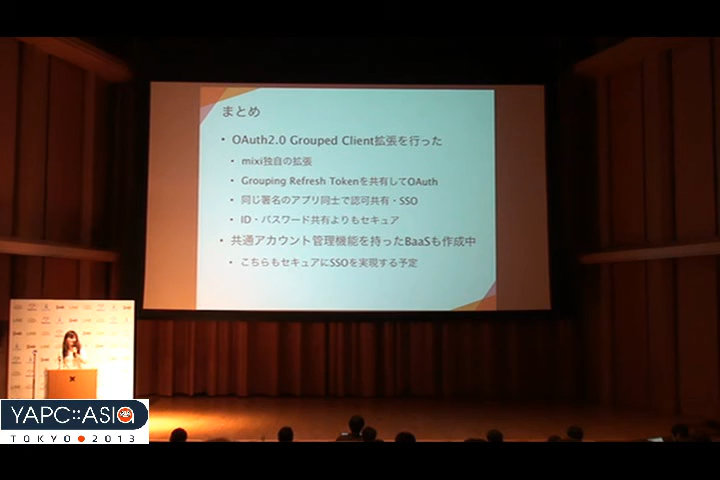 まとめ
• OAuth2.0 Grouped Client拡張を行った
• mixi独自の拡張
• Grouping Refresh Tokenを共有してOAuth
• 同じ署名のアプリ同士で認可共有・SSO
• ID・パスワード共有よりもセキュア
• 共通アカウント管理機能を持ったBaaSも作成中
• こちらもセキュアにSSOを実現する予定
YAPC::ASIA
TOKYO●2013